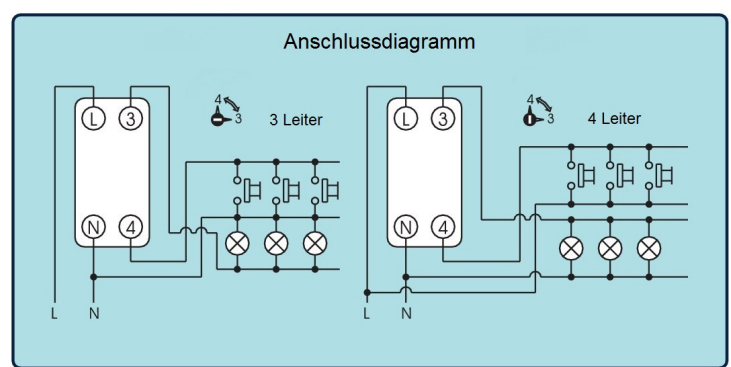 Anschlussdiagramm
4
3
3 Leiter
L 3
N 4
L N
4
3
4 Leiter
L 3
N 4
L N